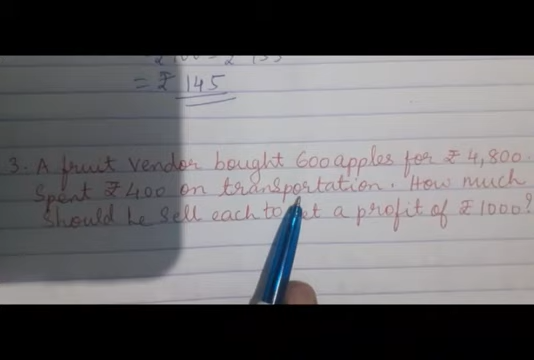 = ₹ 145
3. A fruit vendor bought 600 apples for ₹ 4,800.
Spent ₹ 400 on transportation. How much
should he sell each to get a profit of ₹ 1000?